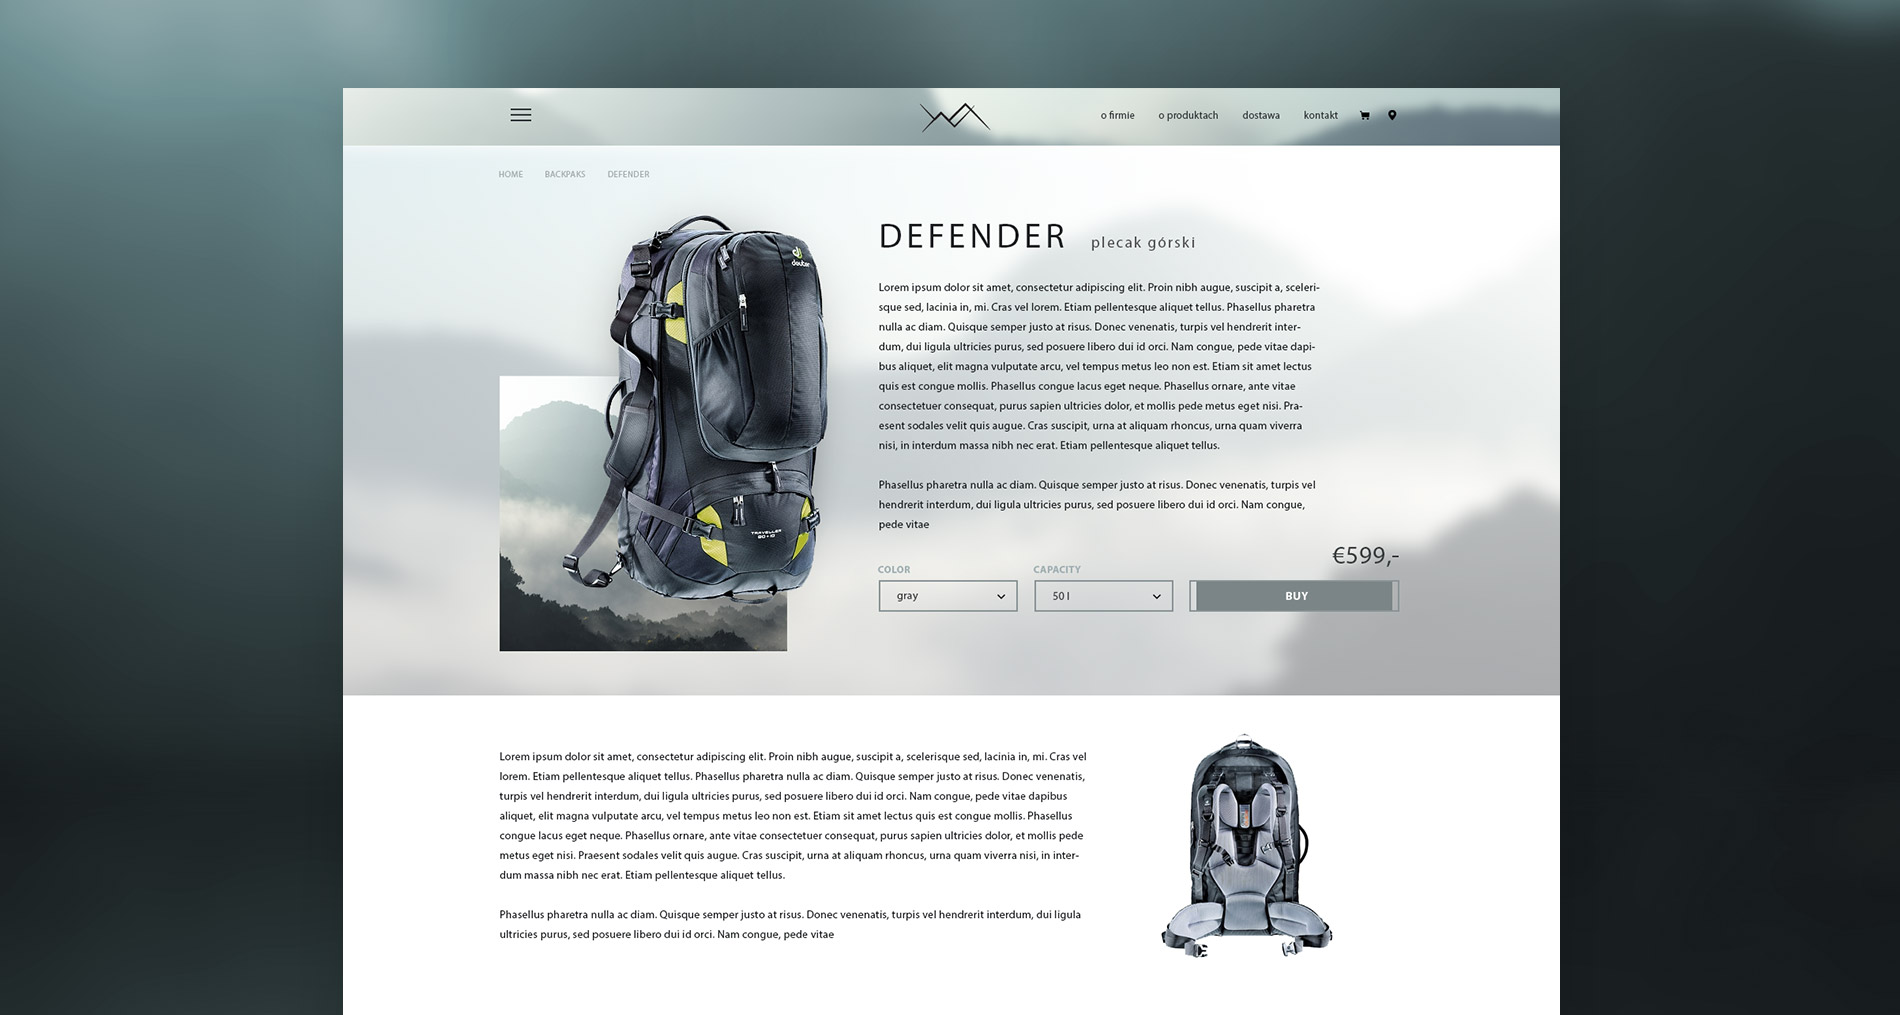 o firmie o produktach dostawa kontakt
HOME BACKPAKS DEFENDER
deuter
TRAVELLER
80 + 10
DEFENDER plecak górski
Lorem ipsum dolor sit amet, consectetur adipiscing elit. Proin nibh augue, suscipit a, sceleri-
sque sed, lacinia in, mi. Cras vel lorem. Etiam pellentesque aliquet tellus. Phasellus pharetra
nulla ac diam. Quisque semper justo at risus. Donec venenatis, turpis vel hendrerit inter-
dum, dui ligula ultricies purus, sed posuere libero dui id orci. Nam congue, pede vitae dapi-
bus aliquet, elit magna vulputate arcu, vel tempus metus leo non est. Etiam sit amet lectus
quis est congue mollis. Phasellus congue lacus eget neque. Phasellus ornare, ante vitae
consectetuer consequat, purus sapien ultricies dolor, et mollis pede metus eget nisi. Pra-
esent sodales velit quis augue. Cras suscipit, urna at aliquam rhoncus, urna quam viverra
nisi, in interdum massa nibh nec erat. Etiam pellentesque aliquet tellus.
Phasellus pharetra nulla ac diam. Quisque semper justo at risus. Donec venenatis, turpis vel
hendrerit interdum, dui ligula ultricies purus, sed posuere libero dui id orci. Nam congue,
pede vitae
€599,-
COLOR CAPACITY
gray 50 l BUY
Lorem ipsum dolor sit amet, consectetur adipiscing elit. Proin nibh augue, suscipit a, scelerisque sed, lacinia in, mi. Cras vel
lorem. Etiam pellentesque aliquet tellus. Phasellus pharetra nulla ac diam. Quisque semper justo at risus. Donec venenatis,
turpis vel hendrerit interdum, dui ligula ultricies purus, sed posuere libero dui id orci. Nam congue, pede vitae dapibus
aliquet, elit magna vulputate arcu, vel tempus metus leo non est. Etiam sit amet lectus quis est congue mollis. Phasellus
congue lacus eget neque. Phasellus ornare, ante vitae consectetuer consequat, purus sapien ultricies dolor, et mollis pede
metus eget nisi. Praesent sodales velit quis augue. Cras suscipit, urna at aliquam rhoncus, urna quam viverra nisi, in inter-
dum massa nibh nec erat. Etiam pellentesque aliquet tellus.
Phasellus pharetra nulla ac diam. Quisque semper justo at risus. Donec venenatis, turpis vel hendrerit interdum, dui ligula
ultricies purus, sed posuere libero dui id orci. Nam congue, pede vitae